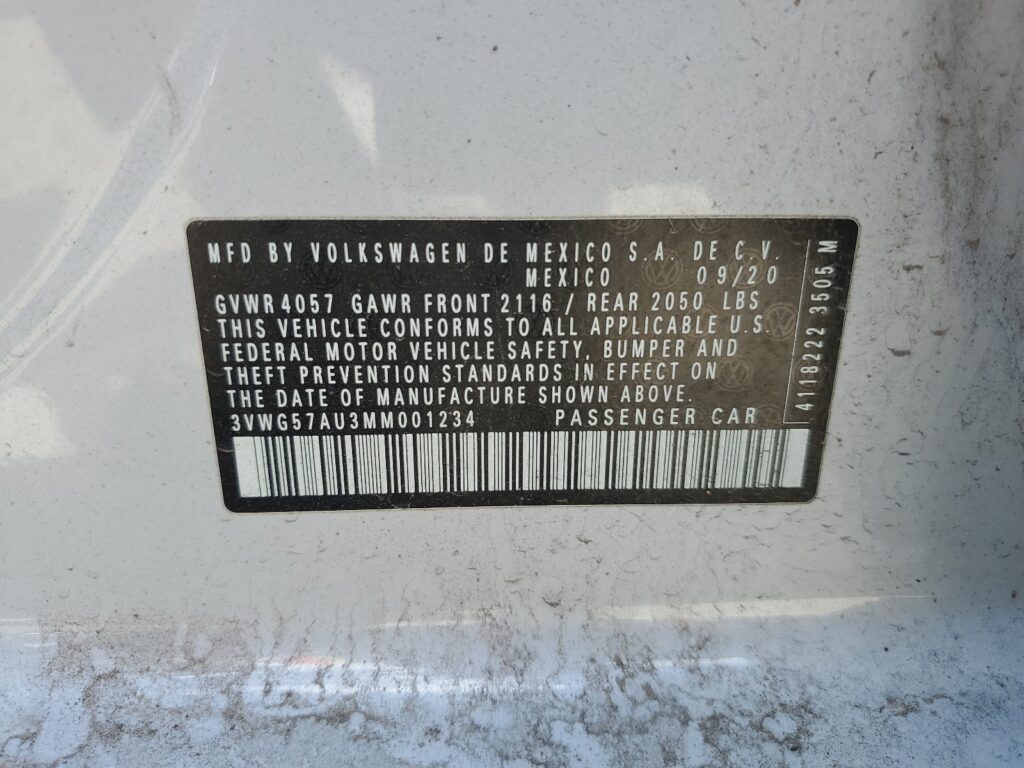 MFD BY VOLKSWAGEN DE MEXICO S.A. DE C.V.
MEXICO 09/20
GVWR 4057 GAWR FRONT 2116 / REAR 2050 LBS
THIS VEHICLE CONFORMS TO ALL APPLICABLE U.S.
FEDERAL MOTOR VEHICLE SAFETY, BUMPER AND
THEFT PREVENTION STANDARDS IN EFFECT ON
THE DATE OF MANUFACTURE SHOWN ABOVE.
3VWG57AU3MM001234 PASSENGER CAR
4118222 3505 M